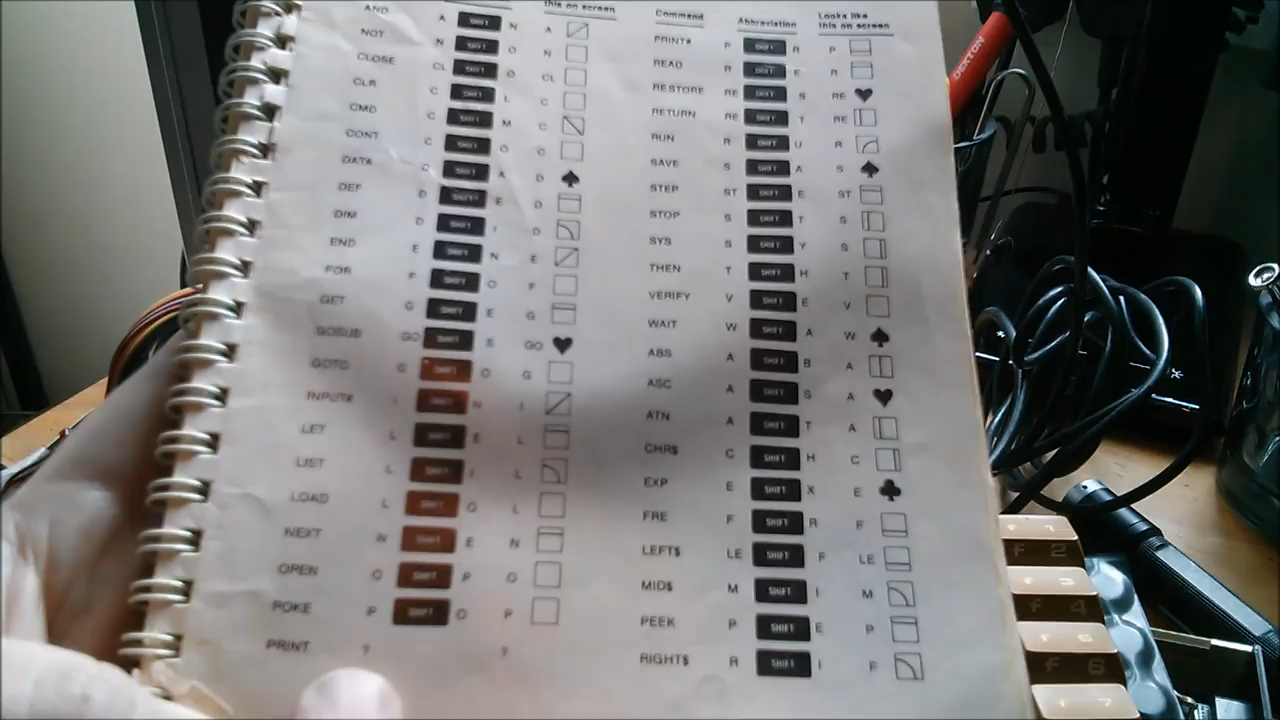 this on screen
AND A SHIFT N A
NOT N SHIFT O N
CLOSE CL SHIFT O CL
CLR C SHIFT L C
CMD C SHIFT M C
CONT C SHIFT O C
DATA D SHIFT A D
DEF D SHIFT E D
DIM D SHIFT I D
END E SHIFT N E
FOR F SHIFT O F
GET G SHIFT E G
GOSUB GO SHIFT S GO
GOTO G SHIFT O G
INPUT# I SHIFT N I
LET L SHIFT E L
LIST L SHIFT I L
LOAD L SHIFT O L
NEXT N SHIFT E N
OPEN O SHIFT P O
POKE P SHIFT O P
PRINT ? ?
Command Abbreviation Looks like this on screen
PRINT# P SHIFT R P
READ R SHIFT E R
RESTORE RE SHIFT S RE
RETURN RE SHIFT T RE
RUN R SHIFT U R
SAVE S SHIFT A S
STEP ST SHIFT E ST
STOP S SHIFT T S
SYS S SHIFT Y S
THEN T SHIFT H T
VERIFY V SHIFT E V
WAIT W SHIFT A W
ABS A SHIFT B A
ASC A SHIFT S A
ATN A SHIFT T A
CHR$ C SHIFT H C
EXP E SHIFT X E
FRE F SHIFT R F
LEFT$ LE SHIFT F LE
MID$ M SHIFT I M
PEEK P SHIFT E P
RIGHT$ R SHIFT I R
DEKTON
f 2
f 4
f 6